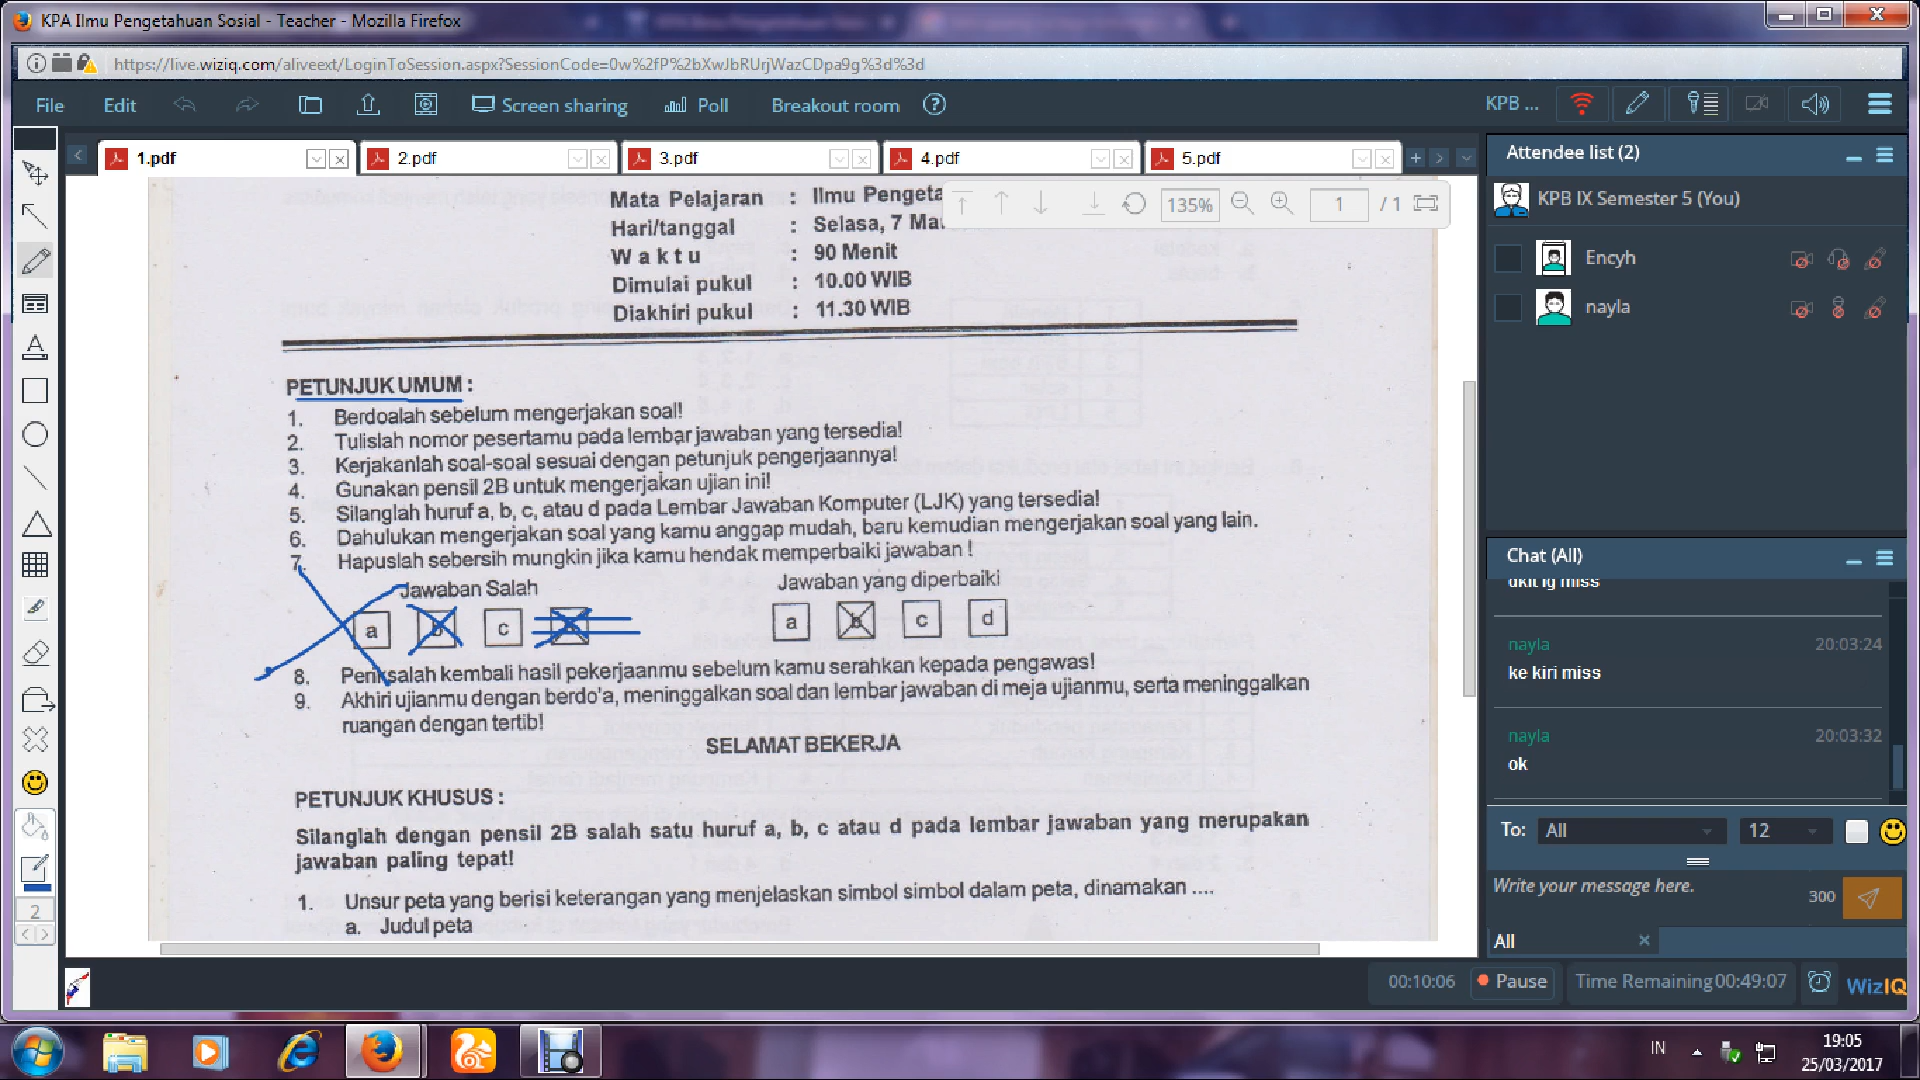 KPA Ilmu Pengetahuan Sosial - Teacher - Mozilla Firefox
https://live.wiziq.com/aliveext/LoginToSession.aspx?SessionCode=0w%2fP%2bXwJbRUrjWazCDpa9g%3d%3d
File Edit Screen sharing Poll Breakout room KPB ...
1.pdf 2.pdf 3.pdf 4.pdf 5.pdf
135% 1 / 1
Mata Pelajaran : Ilmu Pengeta
Hari/tanggal : Selasa, 7 Ma
W a k t u : 90 Menit
Dimulai pukul : 10.00 WIB
Diakhiri pukul : 11.30 WIB
PETUNJUK UMUM :
1. Berdoalah sebelum mengerjakan soal!
2. Tulislah nomor pesertamu pada lembar jawaban yang tersedia!
3. Kerjakanlah soal-soal sesuai dengan petunjuk pengerjaannya!
4. Gunakan pensil 2B untuk mengerjakan ujian ini!
5. Silanglah huruf a, b, c, atau d pada Lembar Jawaban Komputer (LJK) yang tersedia!
6. Dahulukan mengerjakan soal yang kamu anggap mudah, baru kemudian mengerjakan soal yang lain.
7. Hapuslah sebersih mungkin jika kamu hendak memperbaiki jawaban !
Jawaban Salah Jawaban yang diperbaiki
a b c a b c d
8. Periksalah kembali hasil pekerjaanmu sebelum kamu serahkan kepada pengawas!
9. Akhiri ujianmu dengan berdo'a, meninggalkan soal dan lembar jawaban di meja ujianmu, serta meninggalkan
ruangan dengan tertib!
SELAMAT BEKERJA
PETUNJUK KHUSUS :
Silanglah dengan pensil 2B salah satu huruf a, b, c atau d pada lembar jawaban yang merupakan
jawaban paling tepat!
1. Unsur peta yang berisi keterangan yang menjelaskan simbol simbol dalam peta, dinamakan ....
a. Judul peta
2
Attendee list (2)
KPB IX Semester 5 (You)
Encyh
nayla
Chat (All)
dkit lg miss
nayla 20:03:24
ke kiri miss
nayla 20:03:32
ok
To: All 12
Write your message here. 300
All
00:10:06 Pause Time Remaining 00:49:07 WizIQ
IN 19:05
25/03/2017